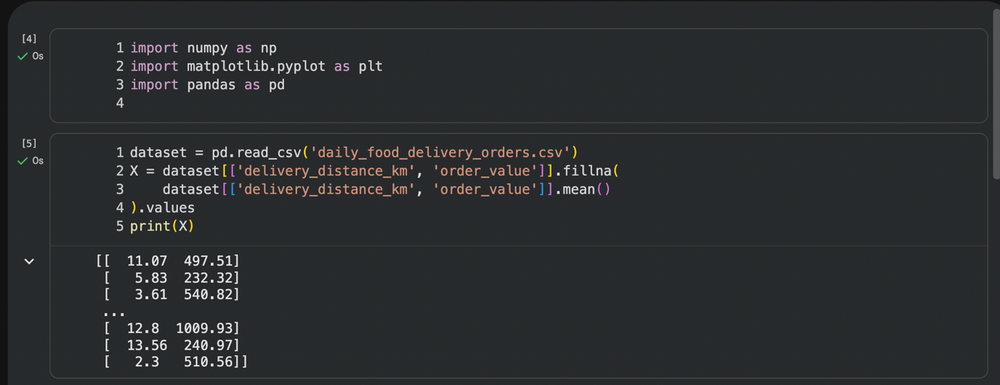 [4]
0s
1 import numpy as np
2 import matplotlib.pyplot as plt
3 import pandas as pd
4
[5]
0s
1 dataset = pd.read_csv('daily_food_delivery_orders.csv')
2 X = dataset[['delivery_distance_km', 'order_value']].fillna(
3     dataset[['delivery_distance_km', 'order_value']].mean()
4 ).values
5 print(X)
[[  11.07  497.51]
 [   5.83  232.32]
 [   3.61  540.82]
 ...
 [  12.8  1009.93]
 [  13.56  240.97]
 [   2.3   510.56]]